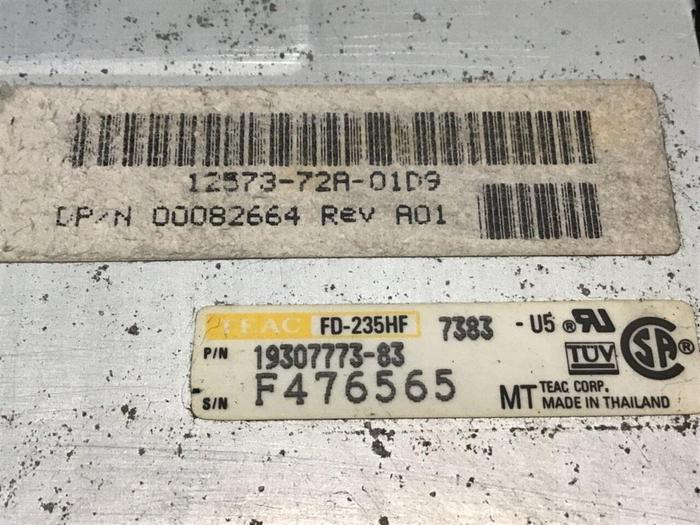 12573-72A-01D9
DP/N 00082664 Rev A01
TEAC FD-235HF 7383 -U5
P/N 19307773-83
S/N F476565
MT TEAC CORP.
MADE IN THAILAND
TÜV
SA